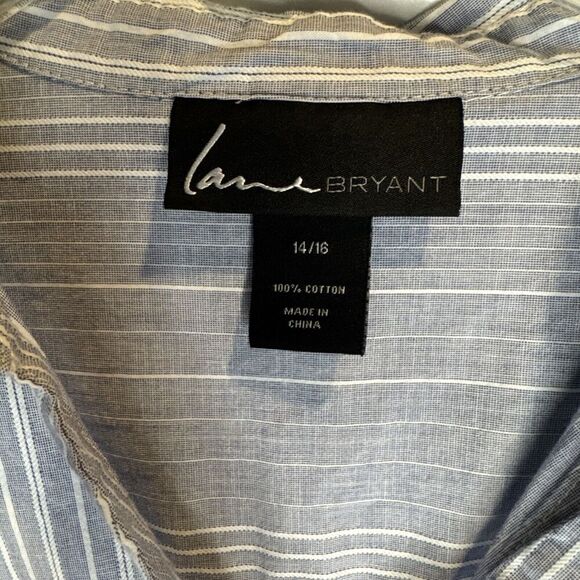 lane BRYANT
14/16
100% COTTON
MADE IN
CHINA